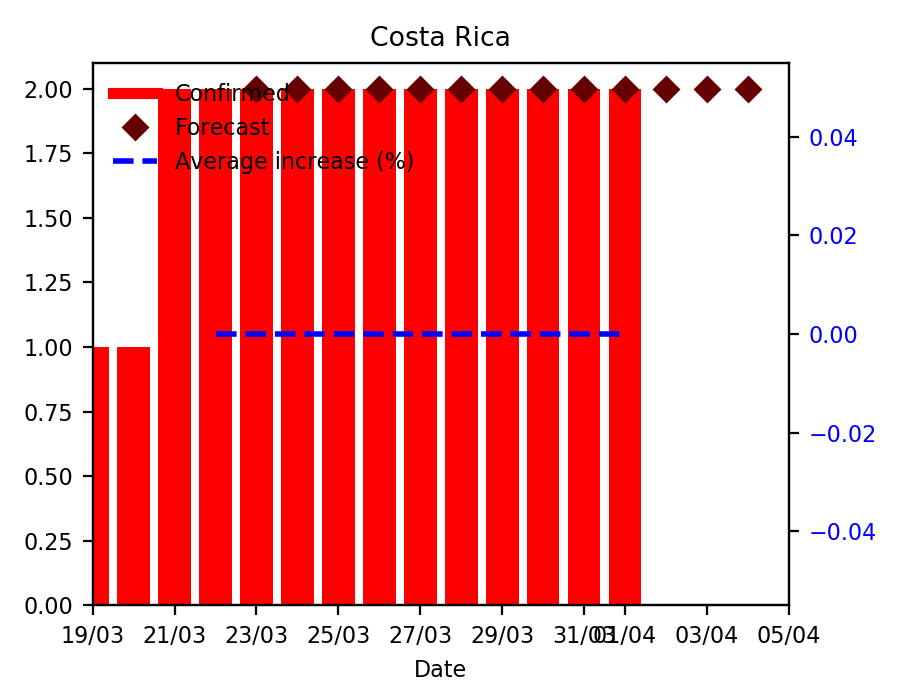 Costa Rica
2.00
1.75
1.50
1.25
1.00
0.75
0.50
0.25
0.00
Confirmed
Forecast
Average increase (%)
0.04
0.02
0.00
−0.02
−0.04
19/03 21/03 23/03 25/03 27/03 29/03 31/03 01/04 03/04 05/04
Date